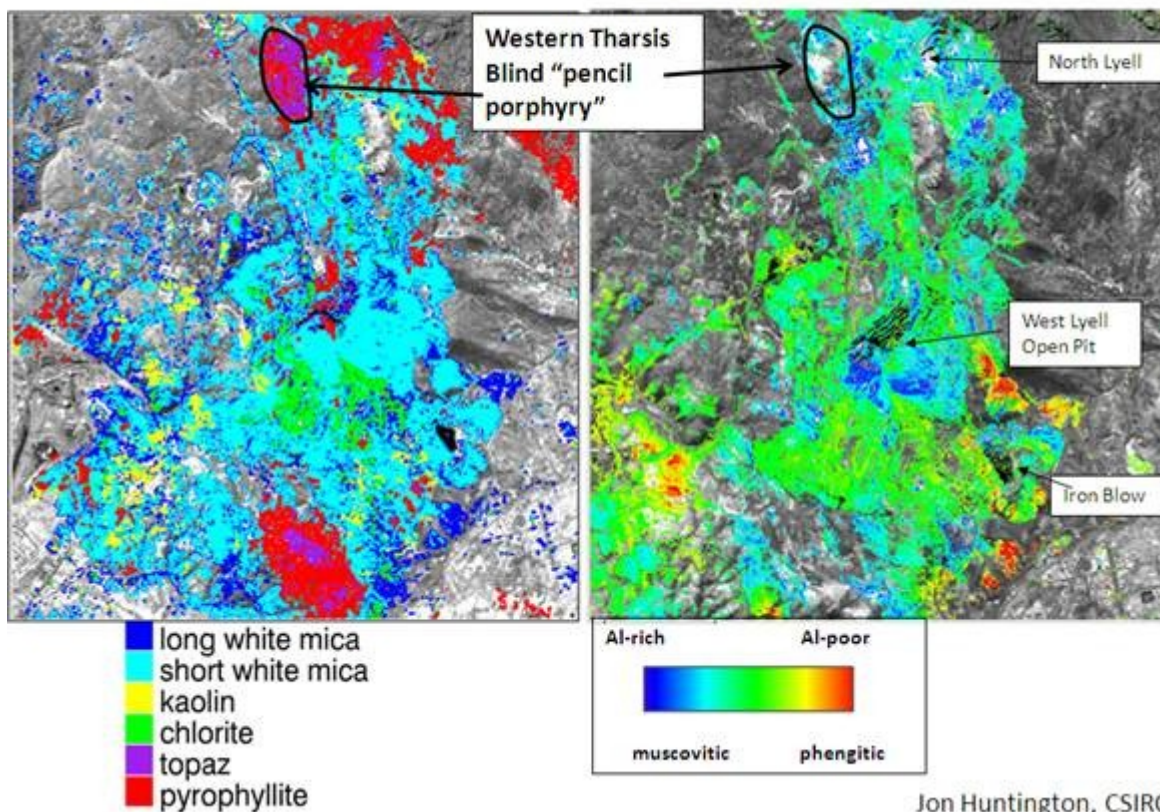 Western Tharsis
Blind “pencil
porphyry”
North Lyell
West Lyell
Open Pit
Iron Blow
long white mica
short white mica
kaolin
chlorite
topaz
pyrophyllite
Al-rich Al-poor
muscovitic phengitic
Jon Huntington, CSIRO